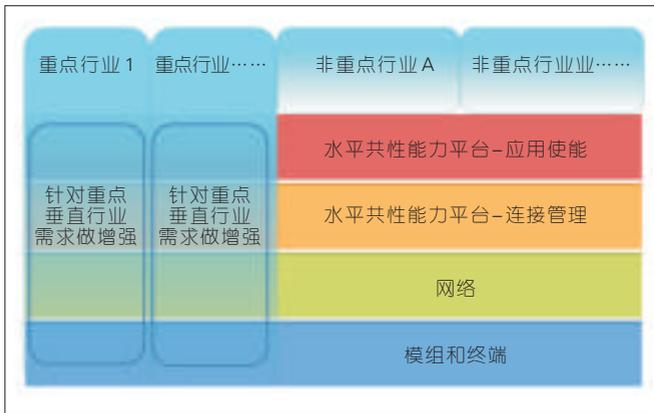 重点行业 1
重点行业……
非重点行业 A
非重点行业业……
水平共性能力平台–应用使能
针对重点
垂直行业
需求做增强
针对重点
垂直行业
需求做增强
水平共性能力平台–连接管理
网络
模组和终端